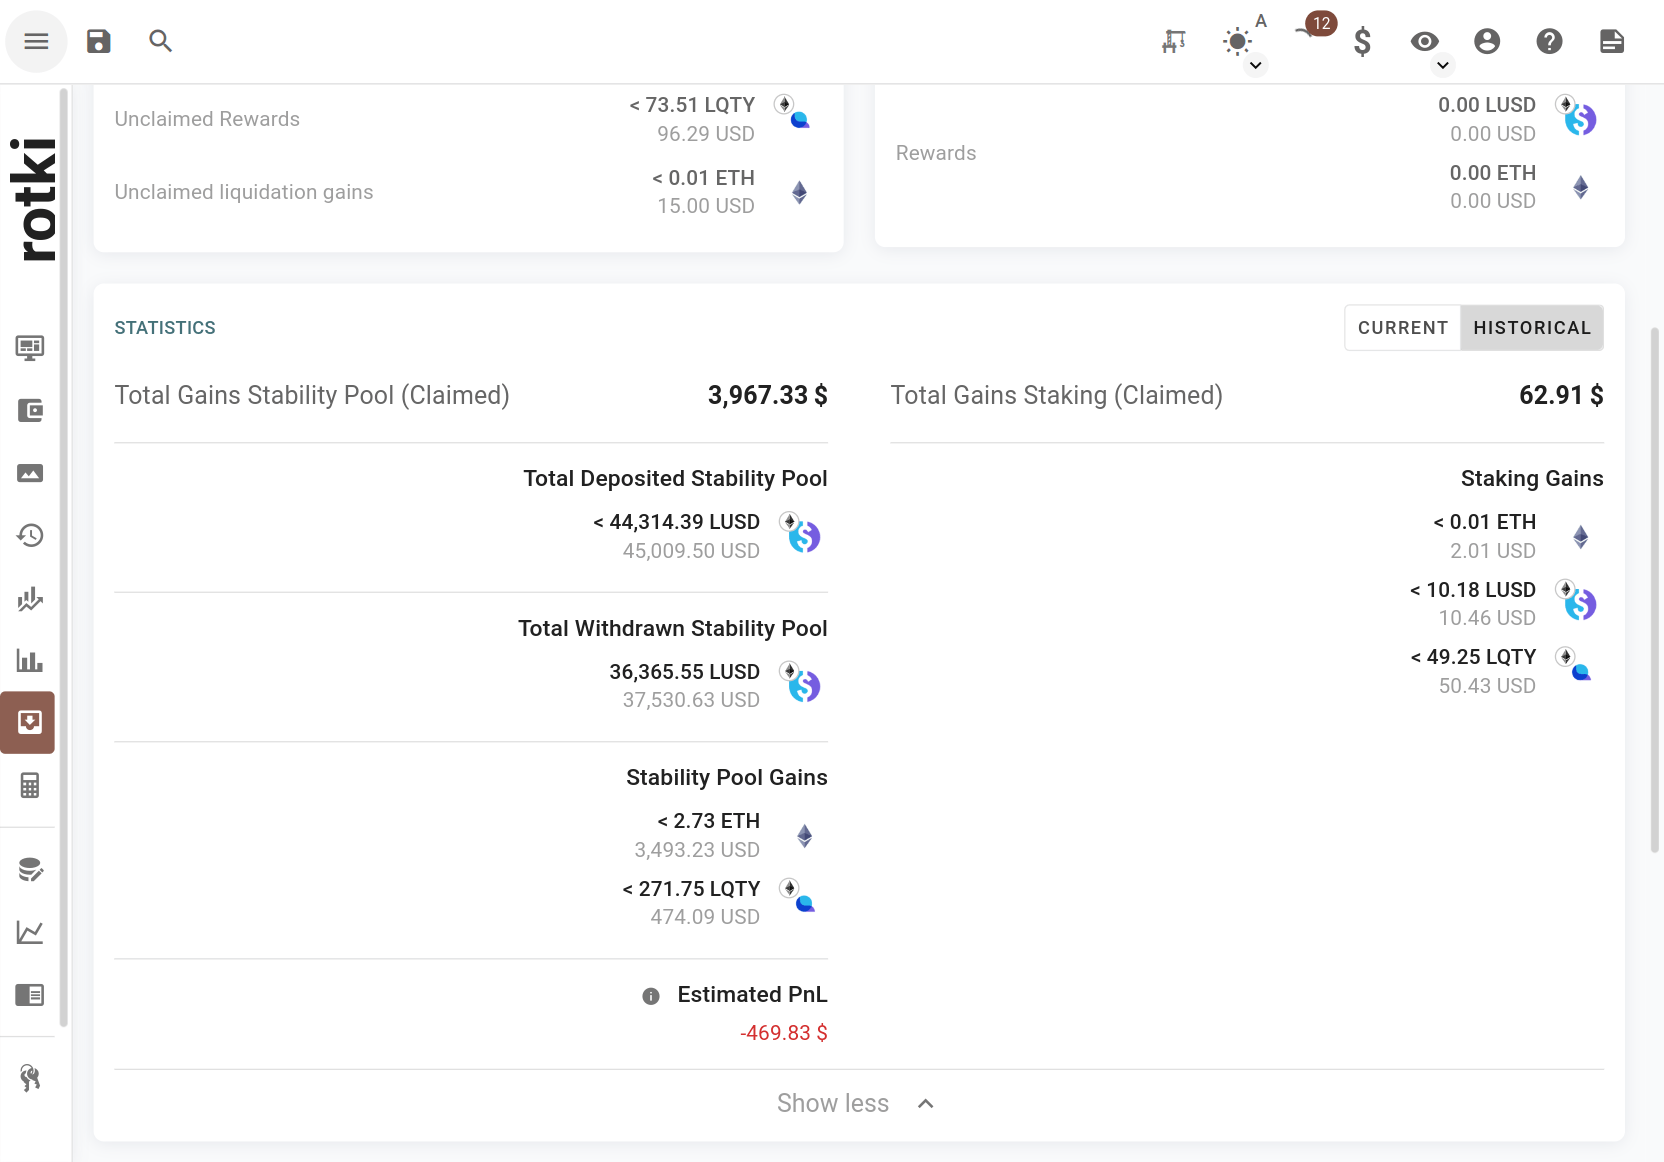 A
12
rotki
Unclaimed Rewards
< 73.51 LQTY
96.29 USD
Unclaimed liquidation gains
< 0.01 ETH
15.00 USD
Rewards
0.00 LUSD
0.00 USD
0.00 ETH
0.00 USD
STATISTICS
CURRENT
HISTORICAL
Total Gains Stability Pool (Claimed)
3,967.33 $
Total Deposited Stability Pool
< 44,314.39 LUSD
45,009.50 USD
Total Withdrawn Stability Pool
36,365.55 LUSD
37,530.63 USD
Stability Pool Gains
< 2.73 ETH
3,493.23 USD
< 271.75 LQTY
474.09 USD
Estimated PnL
-469.83 $
Total Gains Staking (Claimed)
62.91 $
Staking Gains
< 0.01 ETH
2.01 USD
< 10.18 LUSD
10.46 USD
< 49.25 LQTY
50.43 USD
Show less